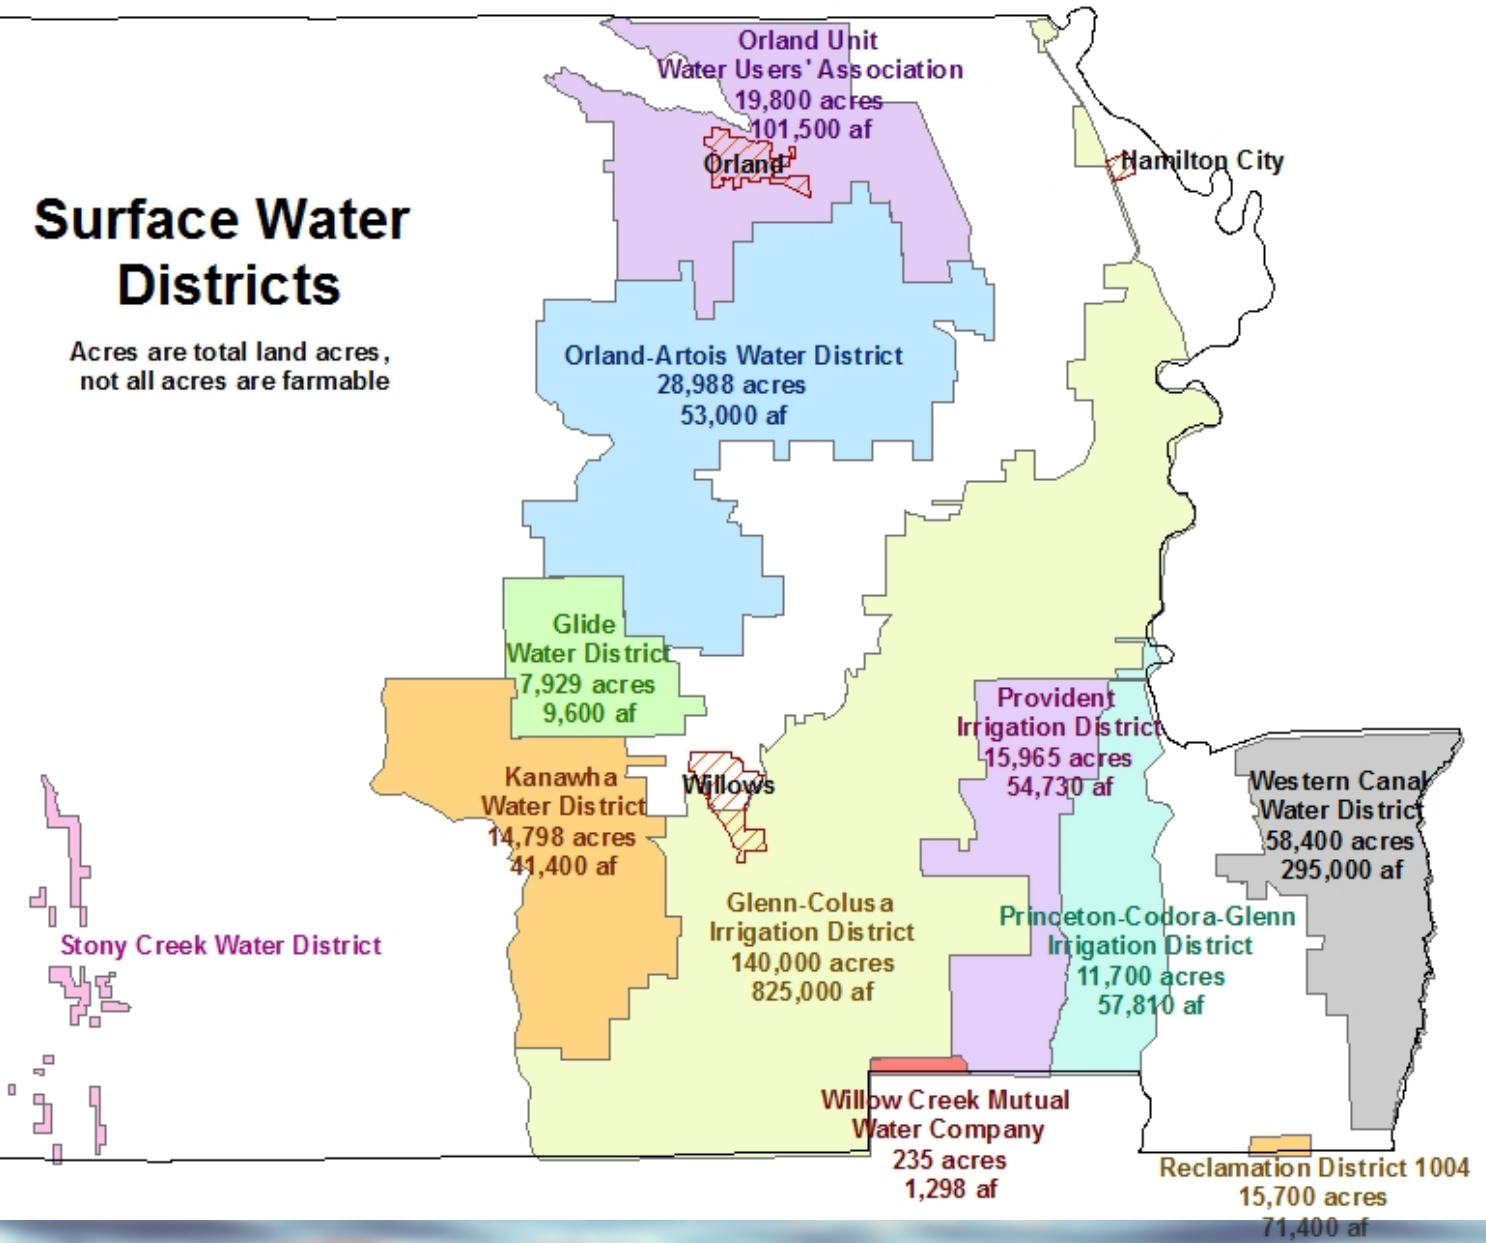 Surface Water
Districts
Acres are total land acres,
not all acres are farmable
Orland Unit
Water Users' Association
19,800 acres
101,500 af
Orland
Hamilton City
Orland-Artois Water District
28,988 acres
53,000 af
Glide
Water District
7,929 acres
9,600 af
Kanawha
Water District
14,798 acres
41,400 af
Willows
Provident
Irrigation District
15,965 acres
54,730 af
Western Canal
Water District
58,400 acres
295,000 af
Glenn-Colusa
Irrigation District
140,000 acres
825,000 af
Princeton-Codora-Glenn
Irrigation District
11,700 acres
57,810 af
Stony Creek Water District
Willow Creek Mutual
Water Company
235 acres
1,298 af
Reclamation District 1004
15,700 acres
71,400 af